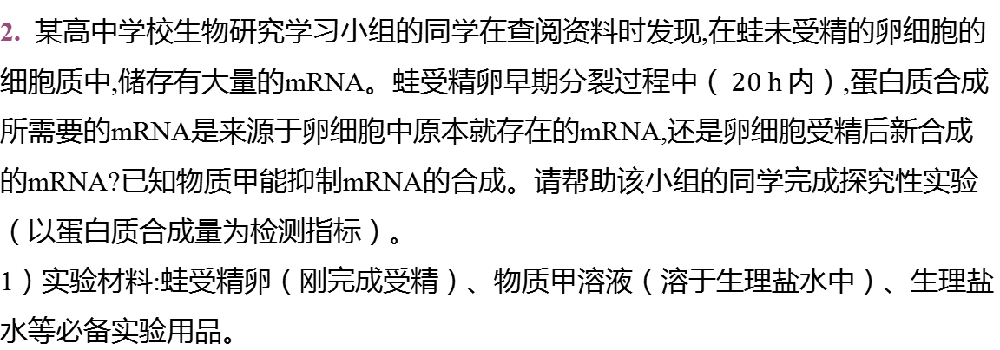 2. 某高中学校生物研究学习小组的同学在查阅资料时发现,在蛙未受精的卵细胞的
细胞质中,储存有大量的mRNA。蛙受精卵早期分裂过程中（ 20 h 内）,蛋白质合成
所需要的mRNA是来源于卵细胞中原本就存在的mRNA,还是卵细胞受精后新合成
的mRNA?已知物质甲能抑制mRNA的合成。请帮助该小组的同学完成探究性实验
（以蛋白质合成量为检测指标）。
1）实验材料:蛙受精卵（刚完成受精）、物质甲溶液（溶于生理盐水中）、生理盐
水等必备实验用品。